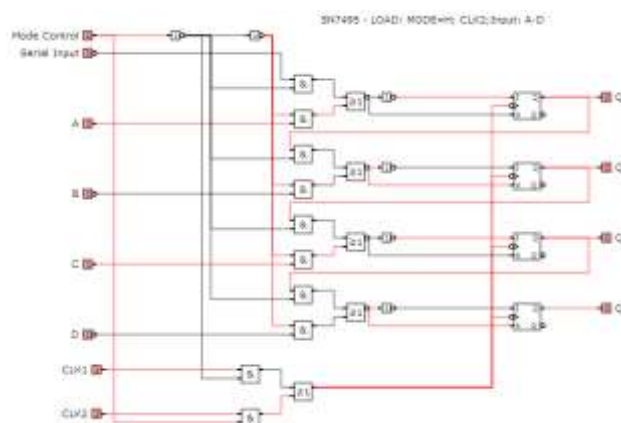 SN7495 - LOAD: MODE=H; CLK2; Input: A-D
Mode Control
Serial Input
A
B
C
D
CLK1
CLK2
&
&
&
&
&
&
&
&
&
&
≥1
≥1
≥1
≥1
≥1
Q
Q
Q
Q